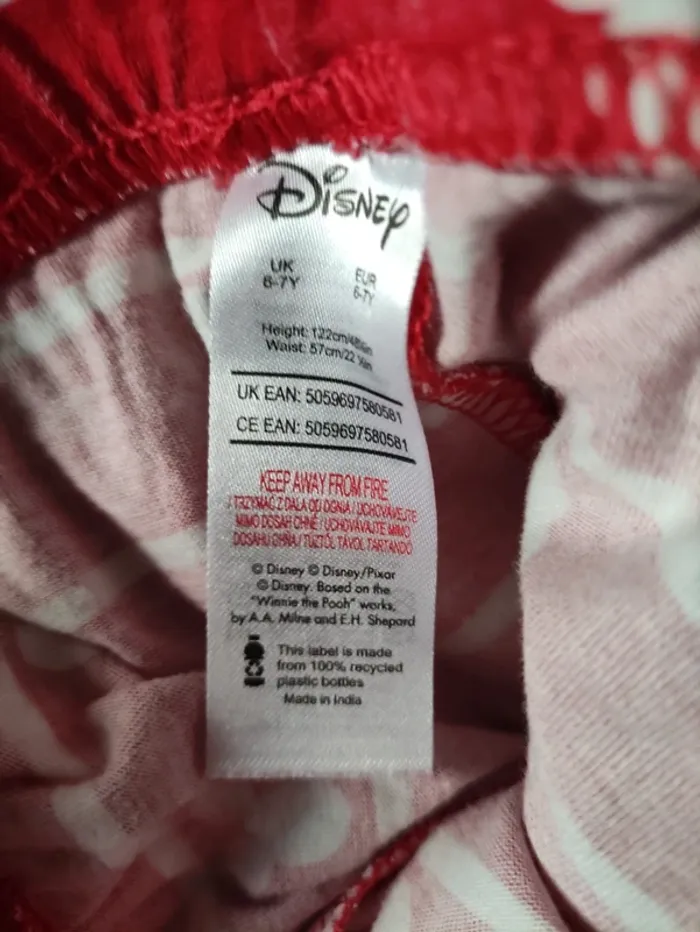 Disney
UK
6-7Y
EUR
6-7Y
Height: 122cm/48in
Waist: 57cm/22 ½in
UK EAN: 5059697580581
CE EAN: 5059697580581
KEEP AWAY FROM FIRE
TRZYMAĆ Z DALA OD OGNIA / UCHOVÁVEJTE
MIMO DOSAH OHNĚ / UCHOVÁVAJTE MIMO
DOSAHU OHŇA / TŰZTŐL TÁVOL TARTANDÓ
© Disney © Disney/Pixar
© Disney. Based on the
"Winnie the Pooh" works,
by A.A. Milne and E.H. Shepard
This label is made
from 100% recycled
plastic bottles
Made in India